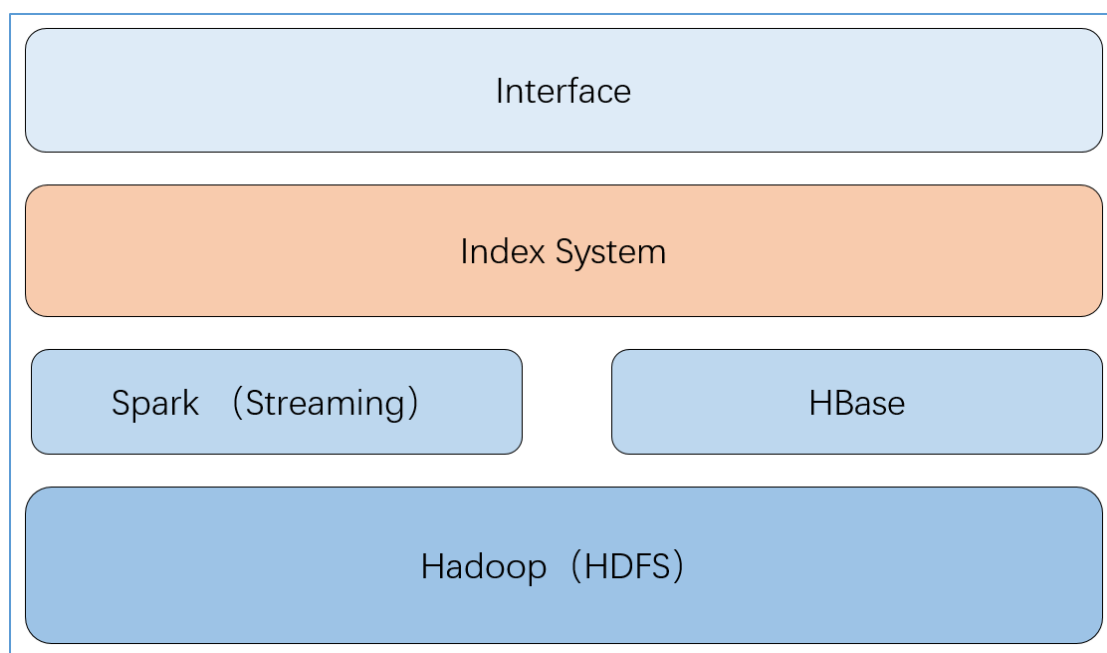 Interface
Index System
Spark （Streaming）
HBase
Hadoop（HDFS）